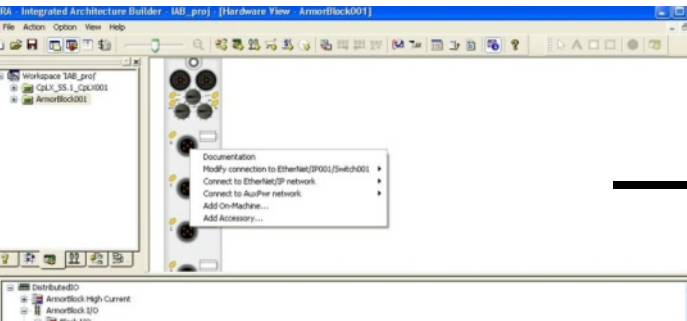 RA - Integrated Architecture Builder - IAB_proj - [Hardware View - ArmorBlock001]
File Action Option View Help
Workspace 'IAB_proj'
CpLX_SS.1_CpLX001
ArmorBlock001
Documentation
Modify connection to EtherNet/IP001/Switch001
Connect to EtherNet/IP network
Connect to AuxPwr network
Add On-Machine...
Add Accessory...
DistributedIO
ArmorBlock High Current
ArmorBlock I/O
Block I/O